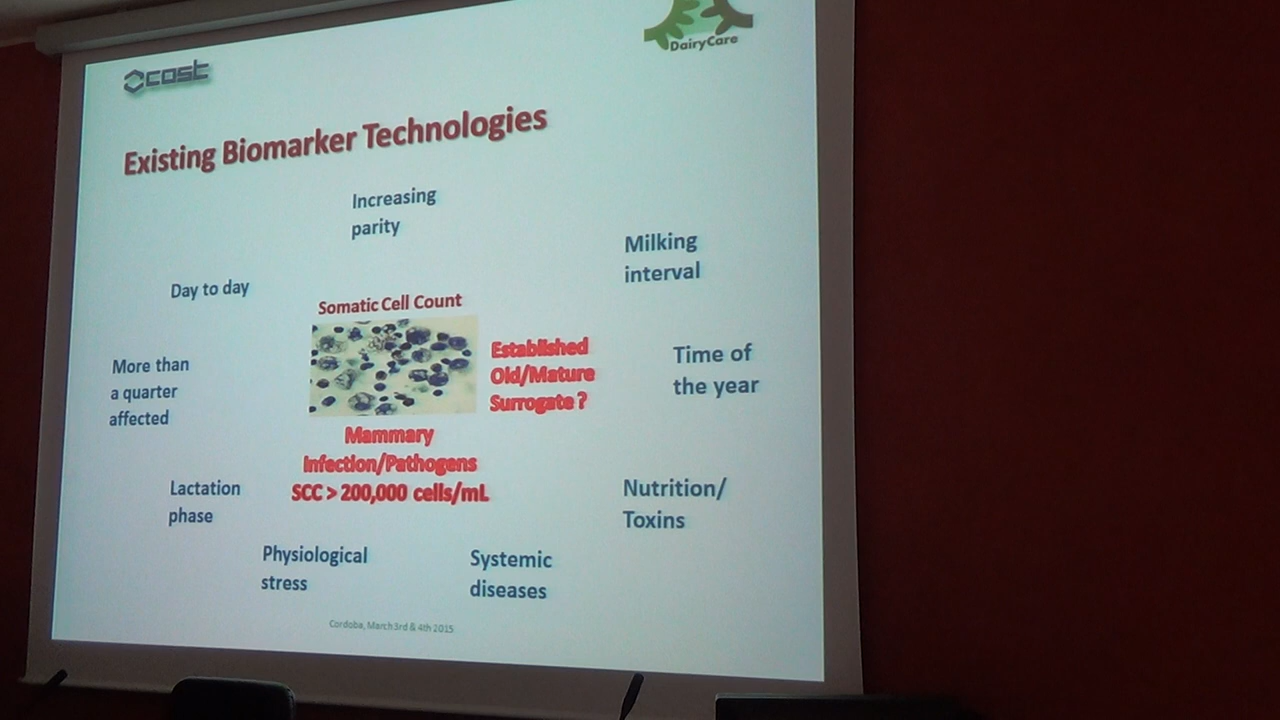 cost
DairyCare
Existing Biomarker Technologies
Increasing
parity
Milking
interval
Day to day
Somatic Cell Count
Established
Old/Mature
Surrogate ?
Time of
the year
More than
a quarter
affected
Mammary
Infection/Pathogens
SCC > 200,000 cells/mL
Lactation
phase
Nutrition/
Toxins
Physiological
stress
Systemic
diseases
Cordoba, March 3rd & 4th 2015